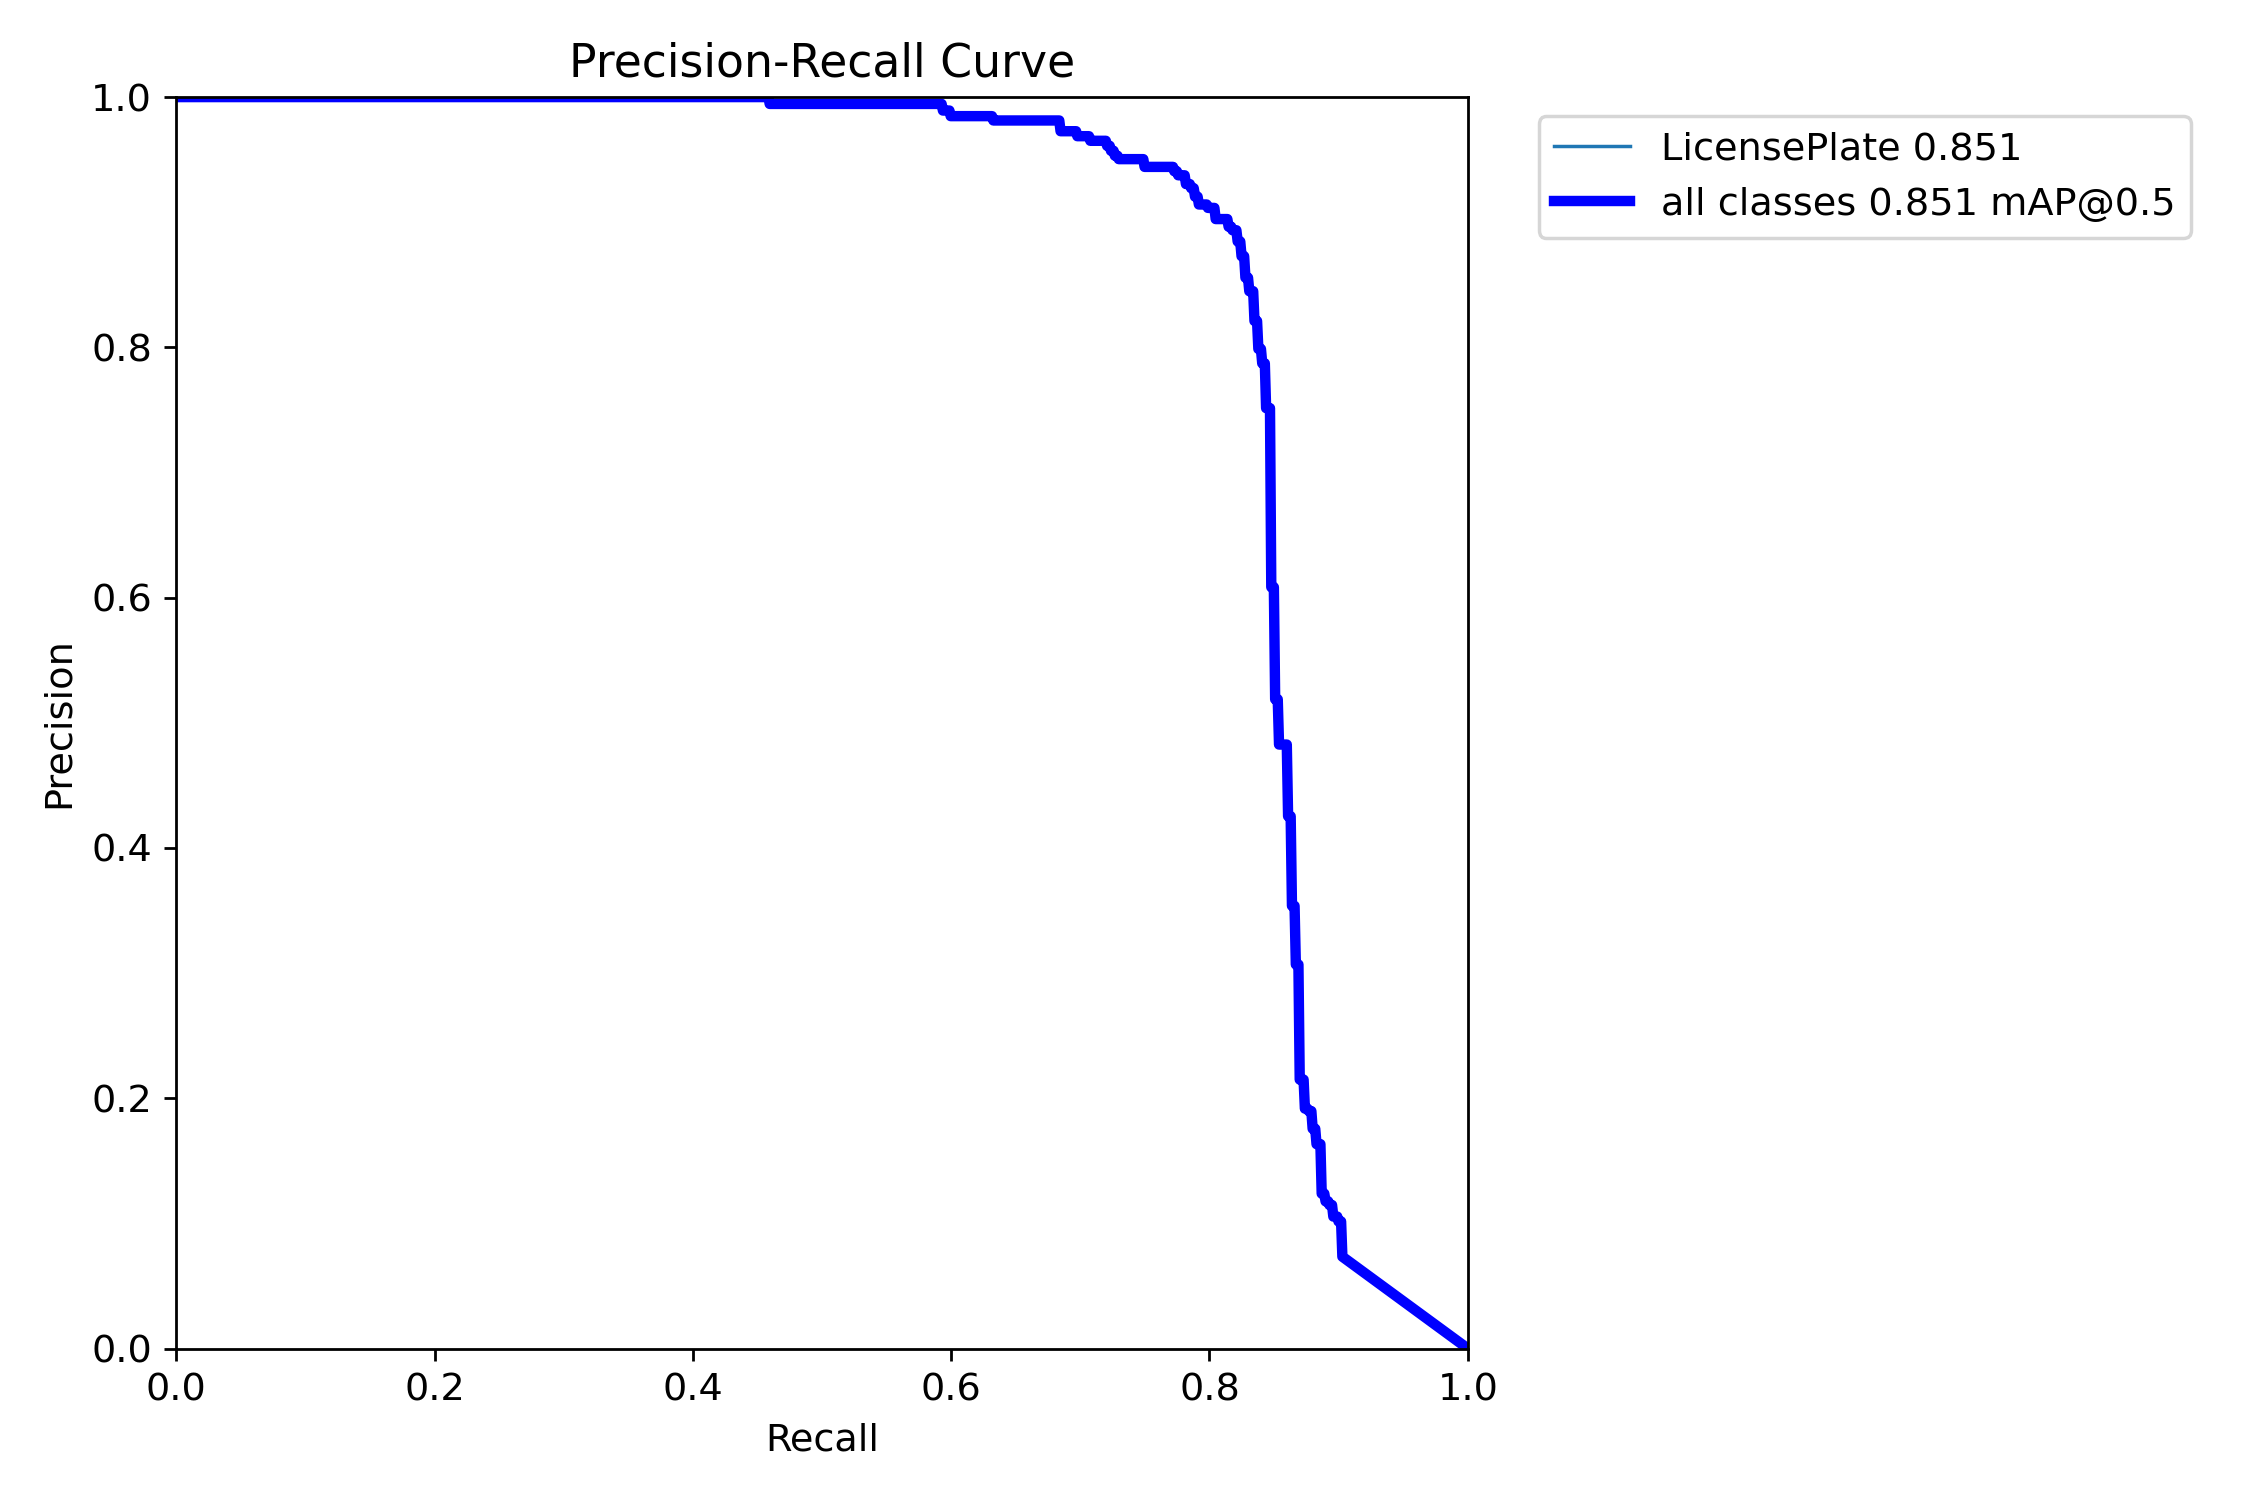 Precision-Recall Curve
1.0
0.8
0.6
0.4
0.2
0.0
Precision
0.0 0.2 0.4 0.6 0.8 1.0
Recall
LicensePlate 0.851
all classes 0.851 mAP@0.5